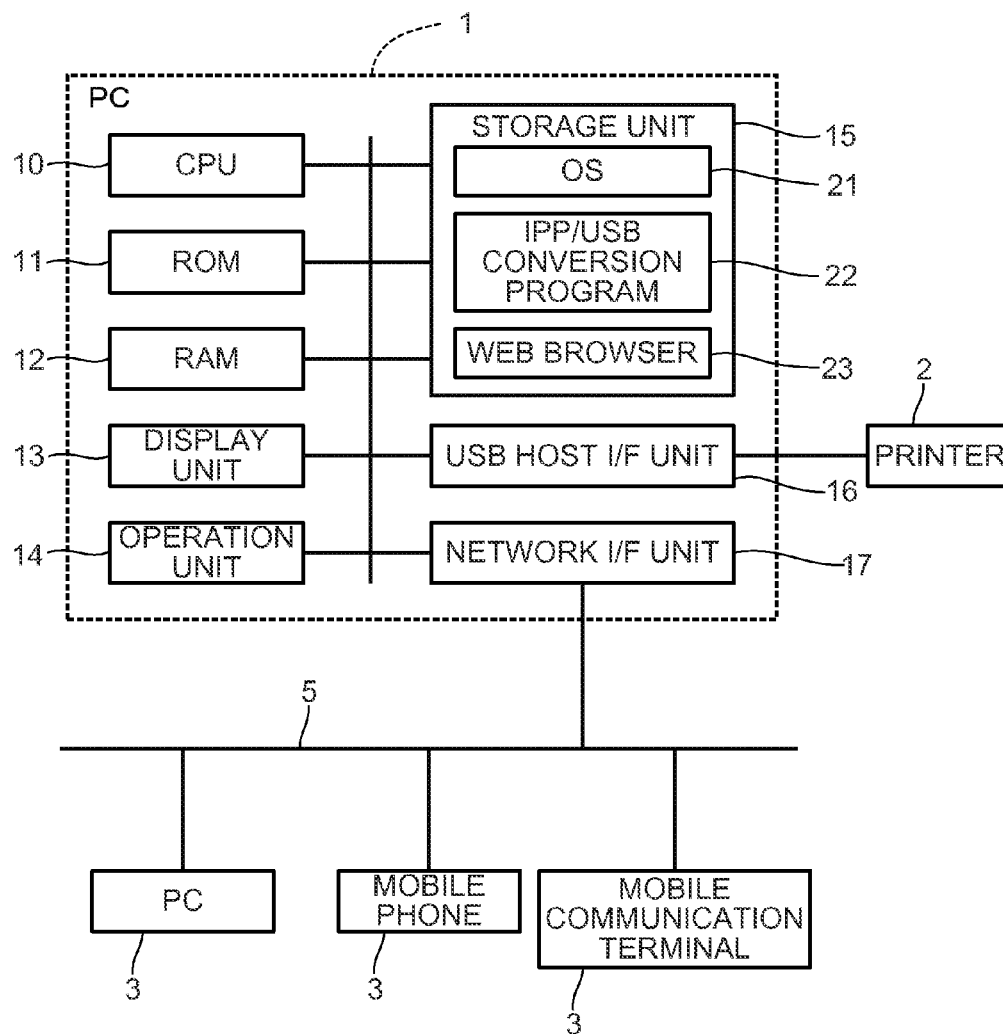 1
PC
STORAGE UNIT
15
10
CPU
OS
21
11
ROM
IPP/USB
CONVERSION
PROGRAM
22
12
RAM
WEB BROWSER
23
2
13
DISPLAY
UNIT
USB HOST I/F UNIT
16
PRINTER
14
OPERATION
UNIT
NETWORK I/F UNIT
17
5
PC
MOBILE
PHONE
MOBILE
COMMUNICATION
TERMINAL
3
3
3